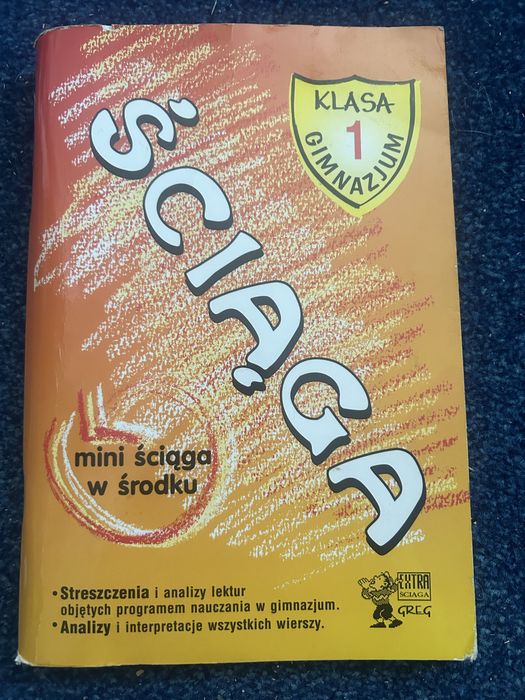 KLASA
1
GIMNAZJUM
ŚCIĄGA
mini ściąga
w środku
•Streszczenia i analizy lektur
objętych programem nauczania w gimnazjum.
•Analizy i interpretacje wszystkich wierszy.
EXTRA
ŚCIĄGA
GREG